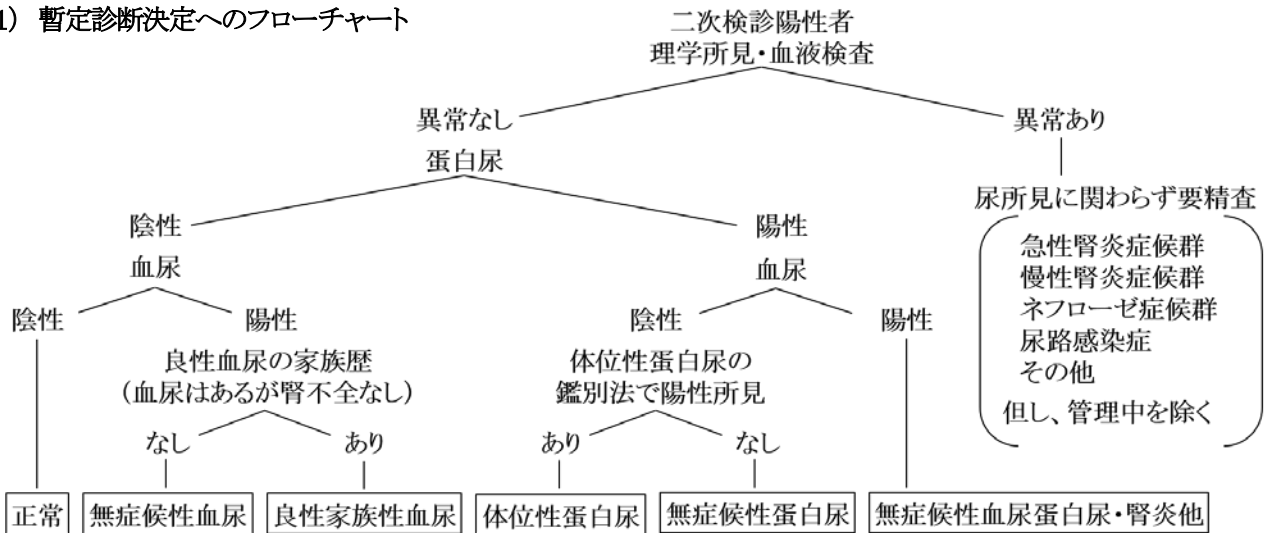 1) 暫定診断決定へのフローチャート
二次検診陽性者
理学所見・血液検査
異常なし
異常あり
蛋白尿
尿所見に関わらず要精査
陰性
陽性
急性腎炎症候群
血尿
血尿
慢性腎炎症候群
ネフローゼ症候群
陰性
陽性
陰性
陽性
尿路感染症
良性血尿の家族歴
体位性蛋白尿の
その他
(血尿はあるが腎不全なし)
鑑別法で陽性所見
但し、管理中を除く
なし
あり
あり
なし
正常
無症候性血尿
良性家族性血尿
体位性蛋白尿
無症候性蛋白尿
無症候性血尿蛋白尿・腎炎他